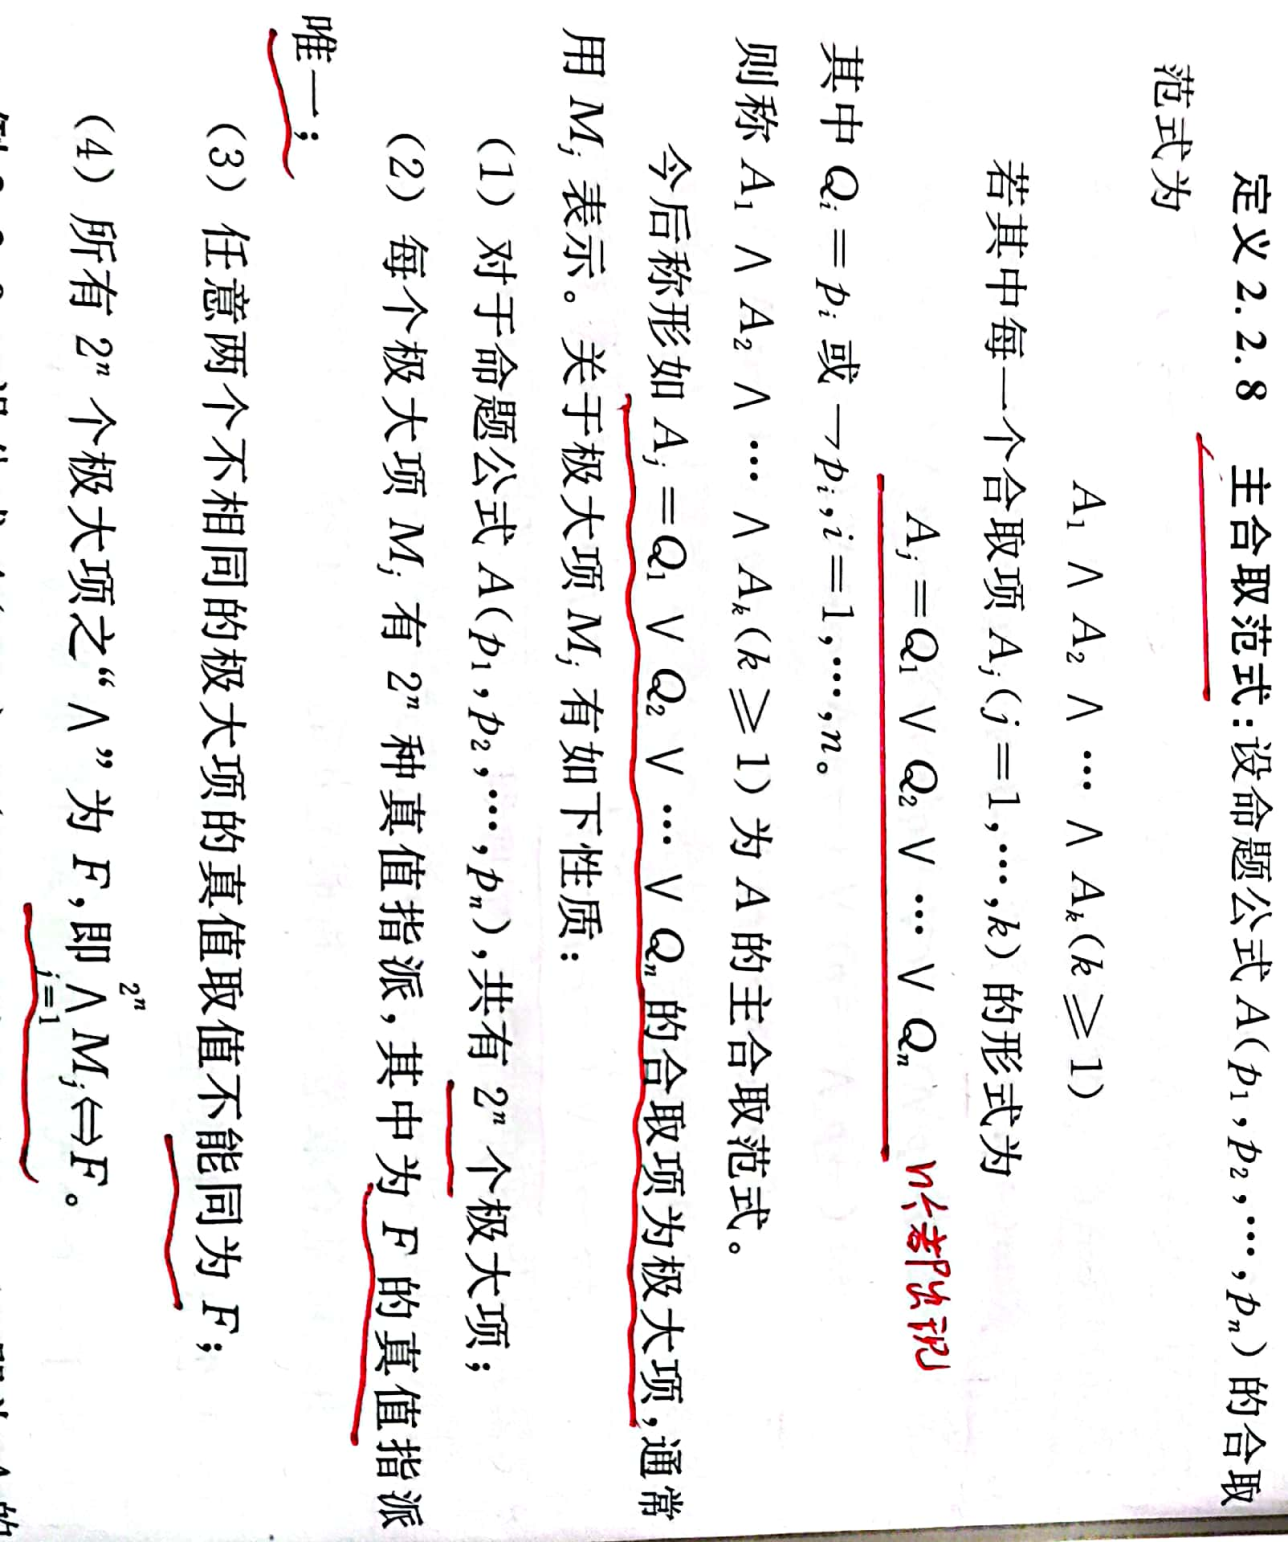 定义 2.2.8 主合取范式:设命题公式 A(p₁,p₂,…,pₙ)的合取
范式为
A₁ ∧ A₂ ∧ … ∧ Aₖ(k ≥ 1)
若其中每一个合取项 Aⱼ(j=1,…,k) 的形式为
Aⱼ=Q₁ ∨ Q₂ ∨ … ∨ Qₙ
n个都出现
其中 Qᵢ=pᵢ 或 ¬pᵢ,i=1,…,n。
则称 A₁ ∧ A₂ ∧ … ∧ Aₖ(k ≥ 1) 为 A 的主合取范式。
今后称形如 Aⱼ=Q₁ ∨ Q₂ ∨ … ∨ Qₙ 的合取项为极大项,通常
用 Mⱼ 表示。关于极大项 Mⱼ 有如下性质:
(1) 对于命题公式 A(p₁,p₂,…,pₙ),共有 2ⁿ 个极大项;
(2) 每个极大项 Mⱼ 有 2ⁿ 种真值指派,其中为 F 的真值指派
唯一;
(3) 任意两个不相同的极大项的真值取值不能同为 F;
(4) 所有 2ⁿ 个极大项之“∧”为 F,即 2ⁿ∧j=1 Mⱼ⇔F。